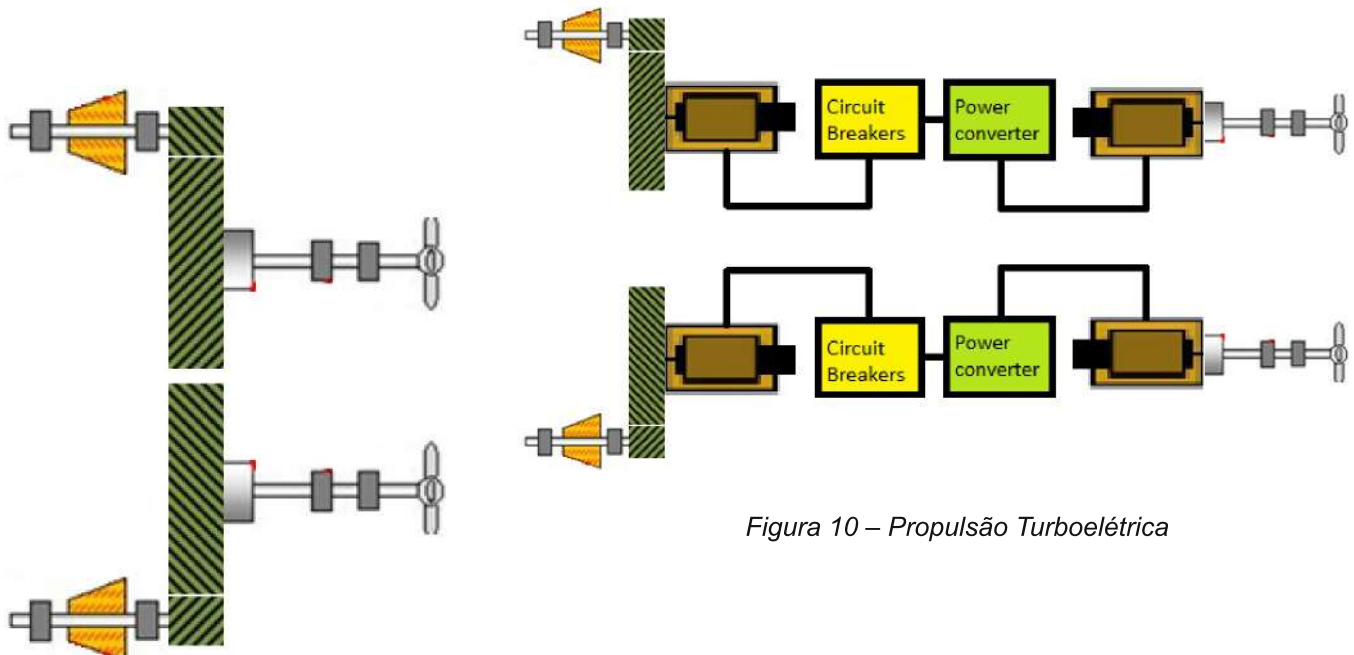 Circuit
Breakers
Power
converter
Circuit
Breakers
Power
converter
Figura 10 – Propulsão Turboelétrica